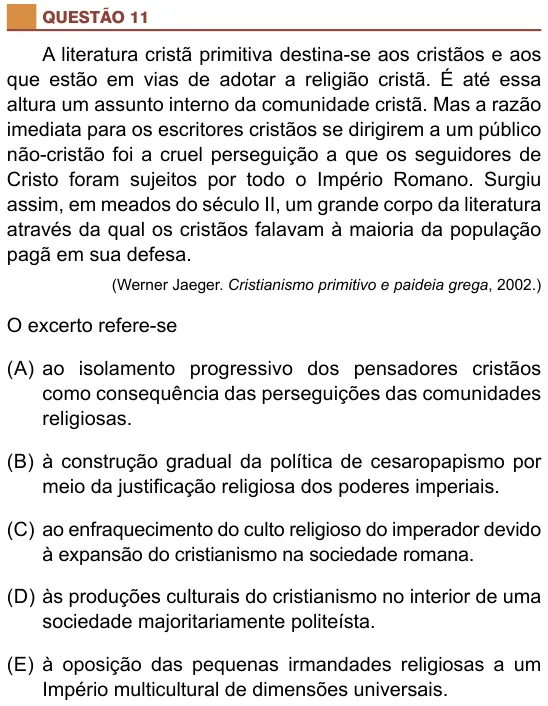 QUESTÃO 11
A literatura cristã primitiva destina-se aos cristãos e aos
que estão em vias de adotar a religião cristã. É até essa
altura um assunto interno da comunidade cristã. Mas a razão
imediata para os escritores cristãos se dirigirem a um público
não-cristão foi a cruel perseguição a que os seguidores de
Cristo foram sujeitos por todo o Império Romano. Surgiu
assim, em meados do século II, um grande corpo da literatura
através da qual os cristãos falavam à maioria da população
pagã em sua defesa.
(Werner Jaeger. Cristianismo primitivo e paideia grega, 2002.)
O excerto refere-se
(A) ao isolamento progressivo dos pensadores cristãos
como consequência das perseguições das comunidades
religiosas.
(B) à construção gradual da política de cesaropapismo por
meio da justificação religiosa dos poderes imperiais.
(C) ao enfraquecimento do culto religioso do imperador devido
à expansão do cristianismo na sociedade romana.
(D) às produções culturais do cristianismo no interior de uma
sociedade majoritariamente politeísta.
(E) à oposição das pequenas irmandades religiosas a um
Império multicultural de dimensões universais.